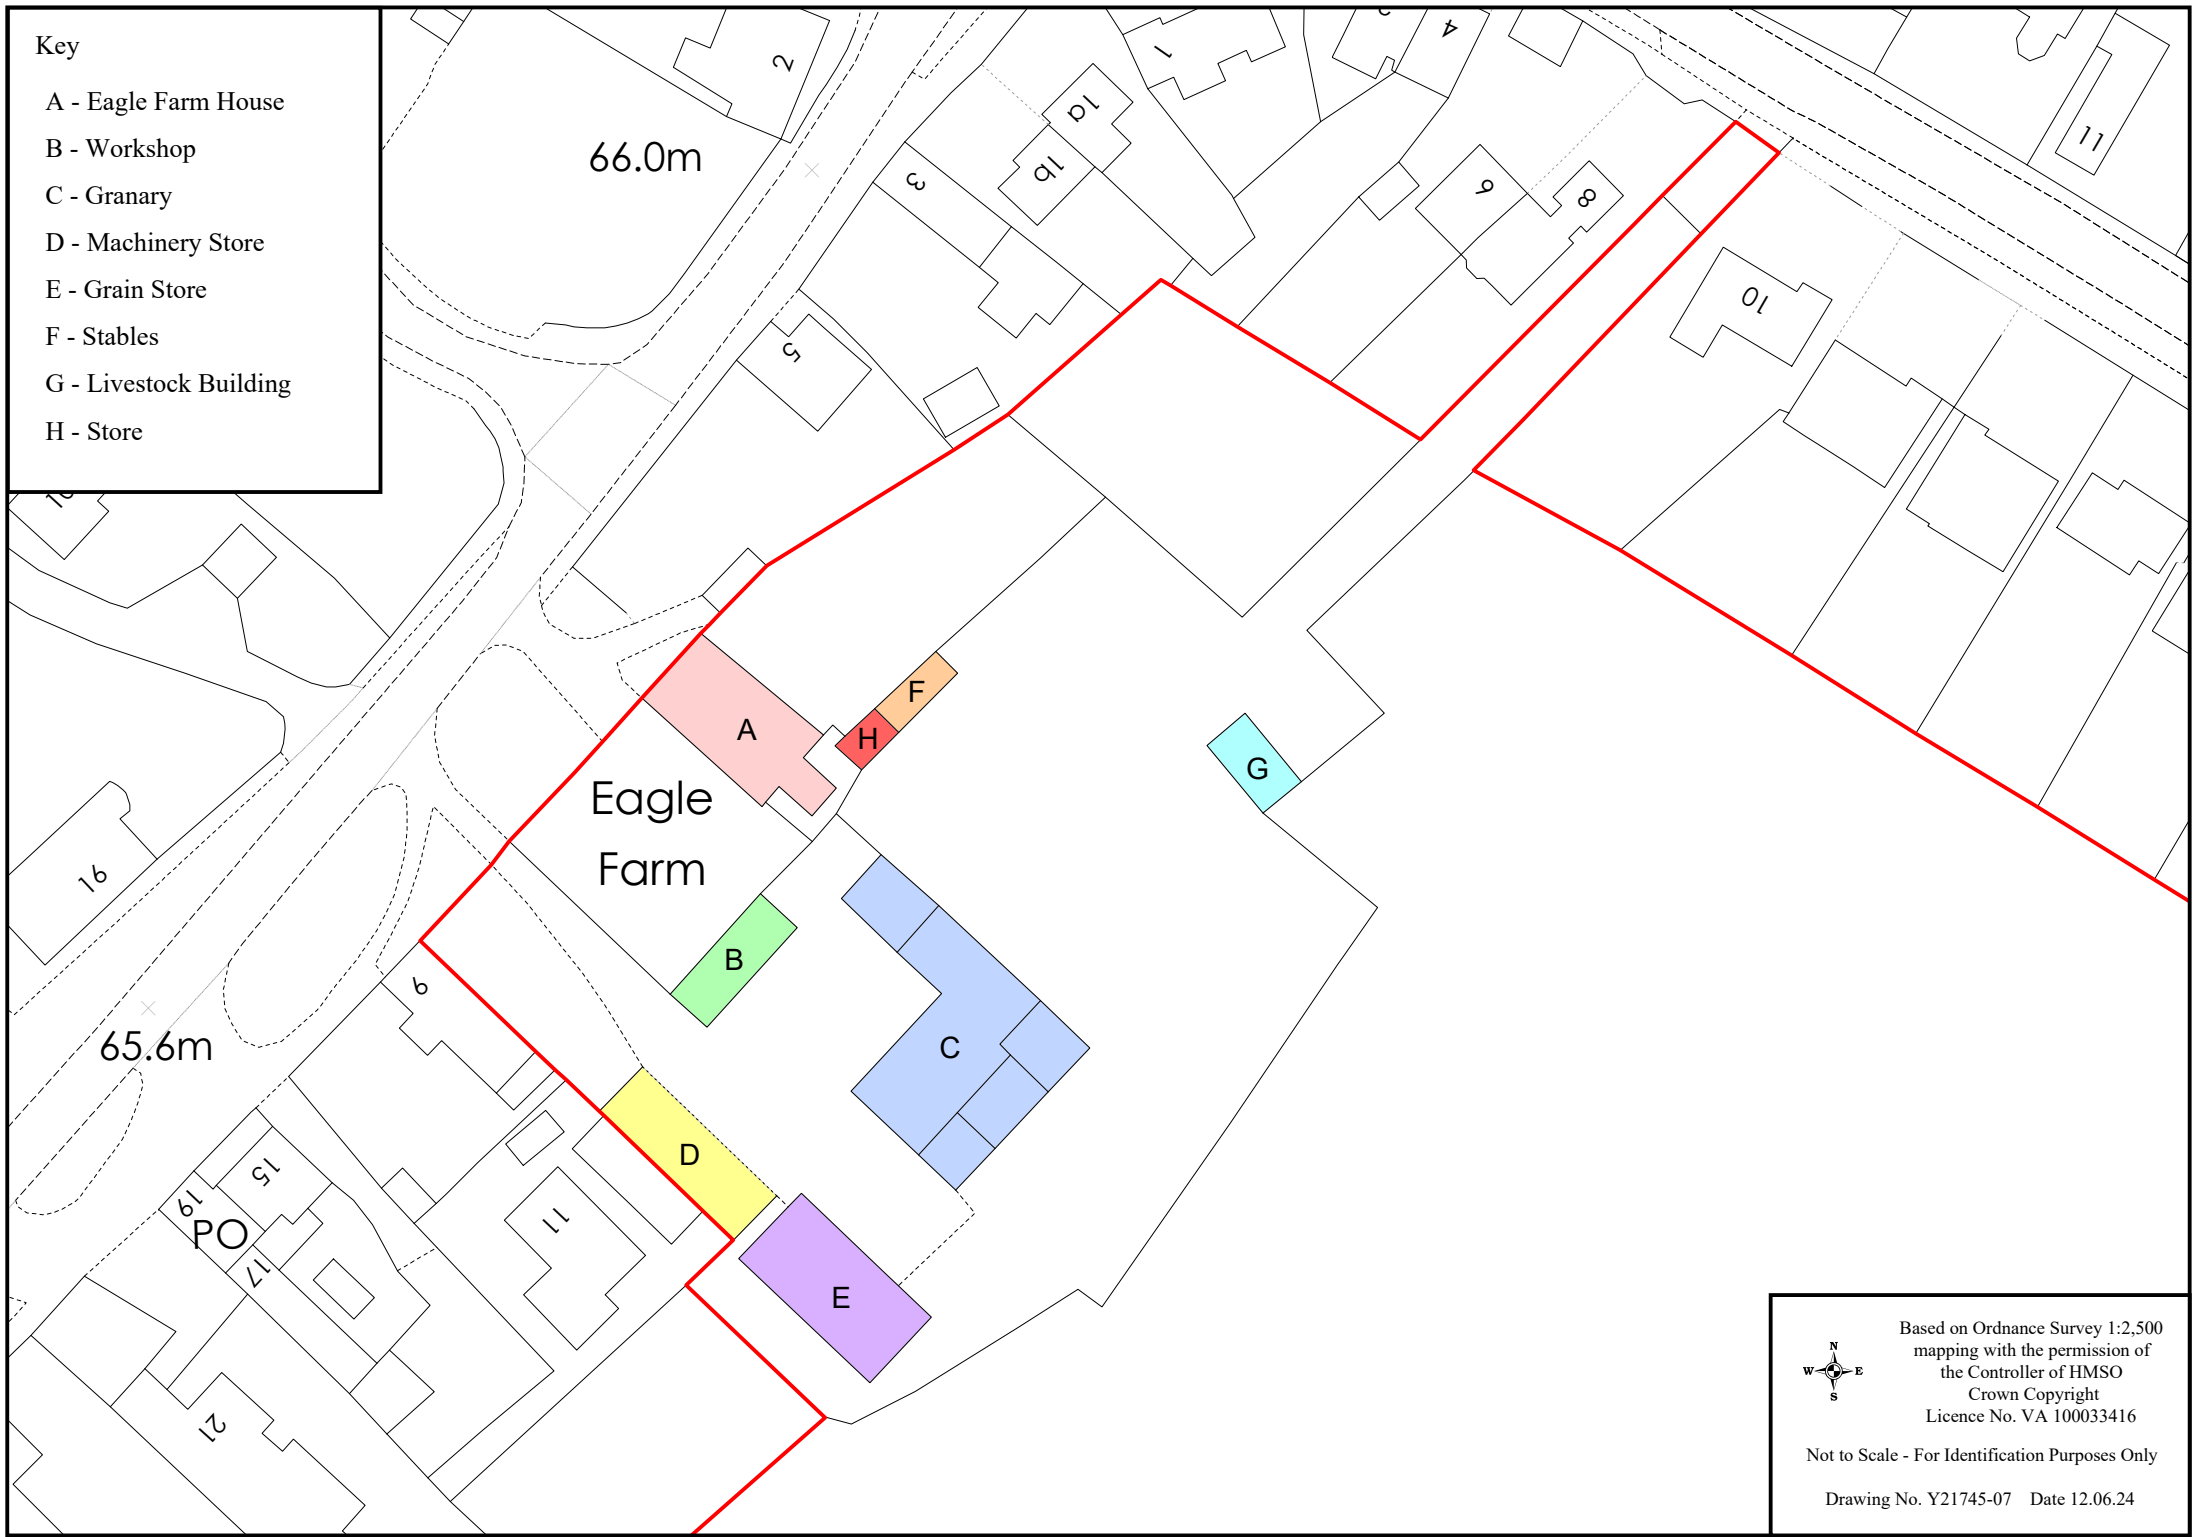 Key
A - Eagle Farm House
B - Workshop
C - Granary
D - Machinery Store
E - Grain Store
F - Stables
G - Livestock Building
H - Store
2
66.0m
1
4
1a
1b
3
6
8
11
10
5
A
F
H
G
Eagle
Farm
16
B
9
C
65.6m
D
15
19
PO
17
11
E
21
N
W E
S
Based on Ordnance Survey 1:2,500
mapping with the permission of
the Controller of HMSO
Crown Copyright
Licence No. VA 100033416
Not to Scale - For Identification Purposes Only
Drawing No. Y21745-07 Date 12.06.24